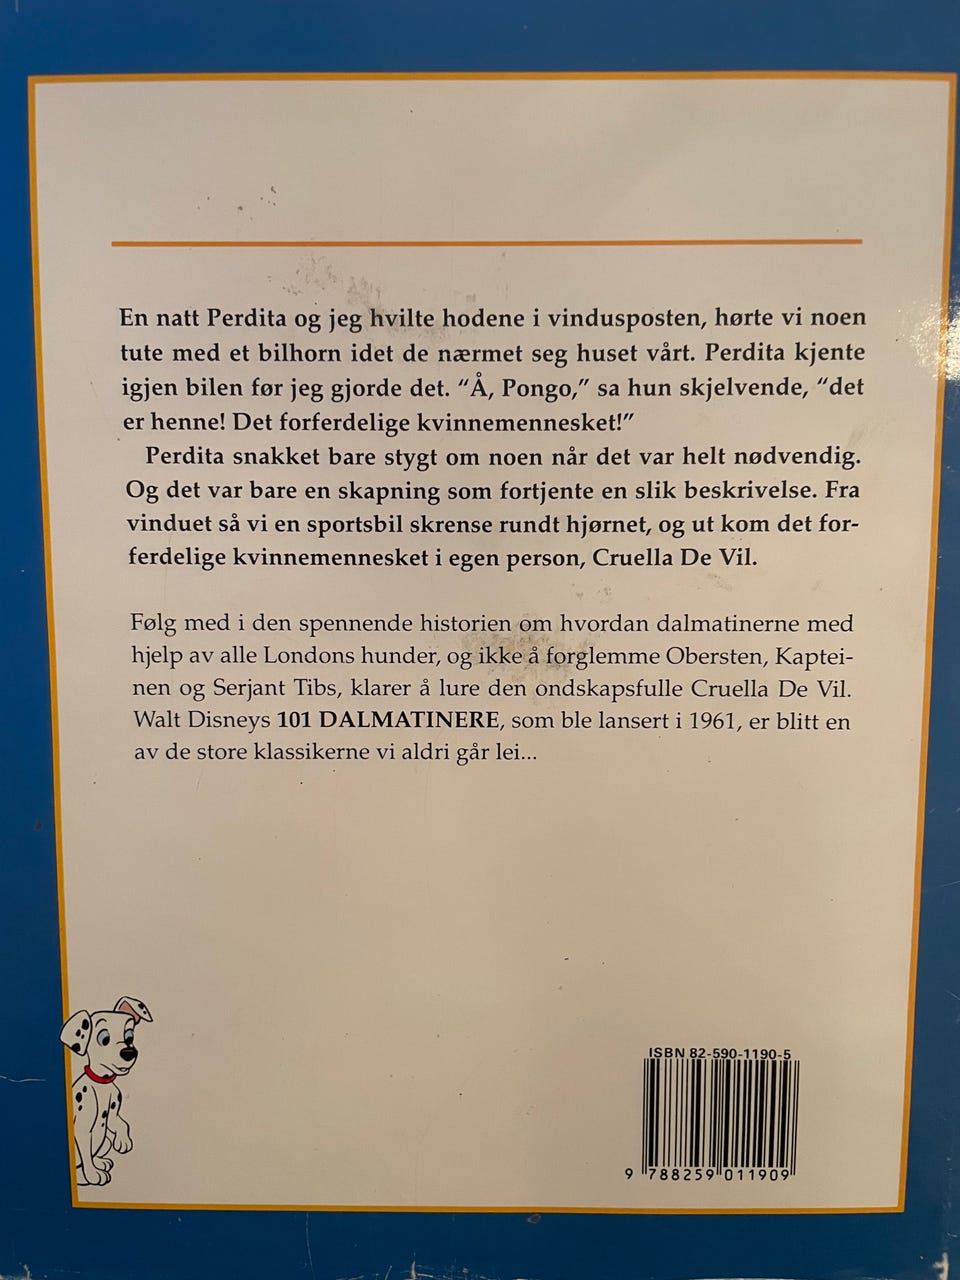 En natt Perdita og jeg hvilte hodene i vindusposten, hørte vi noen
tute med et bilhorn idet de nærmet seg huset vårt. Perdita kjente
igjen bilen før jeg gjorde det. “Å, Pongo,” sa hun skjelvende, “det
er henne! Det forferdelige kvinnemennesket!”
Perdita snakket bare stygt om noen når det var helt nødvendig.
Og det var bare en skapning som fortjente en slik beskrivelse. Fra
vinduet så vi en sportsbil skrense rundt hjørnet, og ut kom det for-
ferdelige kvinnemennesket i egen person, Cruella De Vil.
Følg med i den spennende historien om hvordan dalmatinerne med
hjelp av alle Londons hunder, og ikke å forglemme Obersten, Kaptei-
nen og Serjant Tibs, klarer å lure den ondskapsfulle Cruella De Vil.
Walt Disneys 101 DALMATINERE, som ble lansert i 1961, er blitt en
av de store klassikerne vi aldri går lei...
ISBN 82-590-1190-5
9 788259 011909